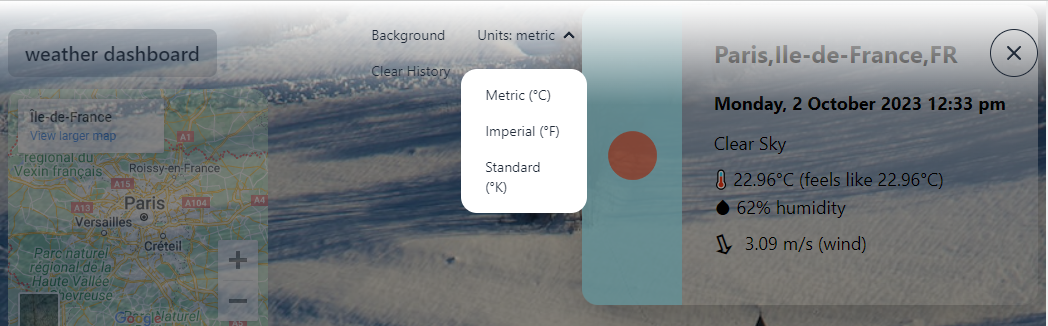 weather dashboard
Background
Units: metric
Clear History
Metric (°C)
Imperial (°F)
Standard
(°K)
Île-de-France
View larger map
régional du
Vexin français
A1
Roissy-en-France
A15
A13
Paris
A104
A4
Versailles
Créteil
Parc naturel
régional de la
Haute Vallée
Chevreuse
Naturel
Google
A5
Paris,Ile-de-France,FR
Monday, 2 October 2023 12:33 pm
Clear Sky
22.96°C (feels like 22.96°C)
62% humidity
3.09 m/s (wind)